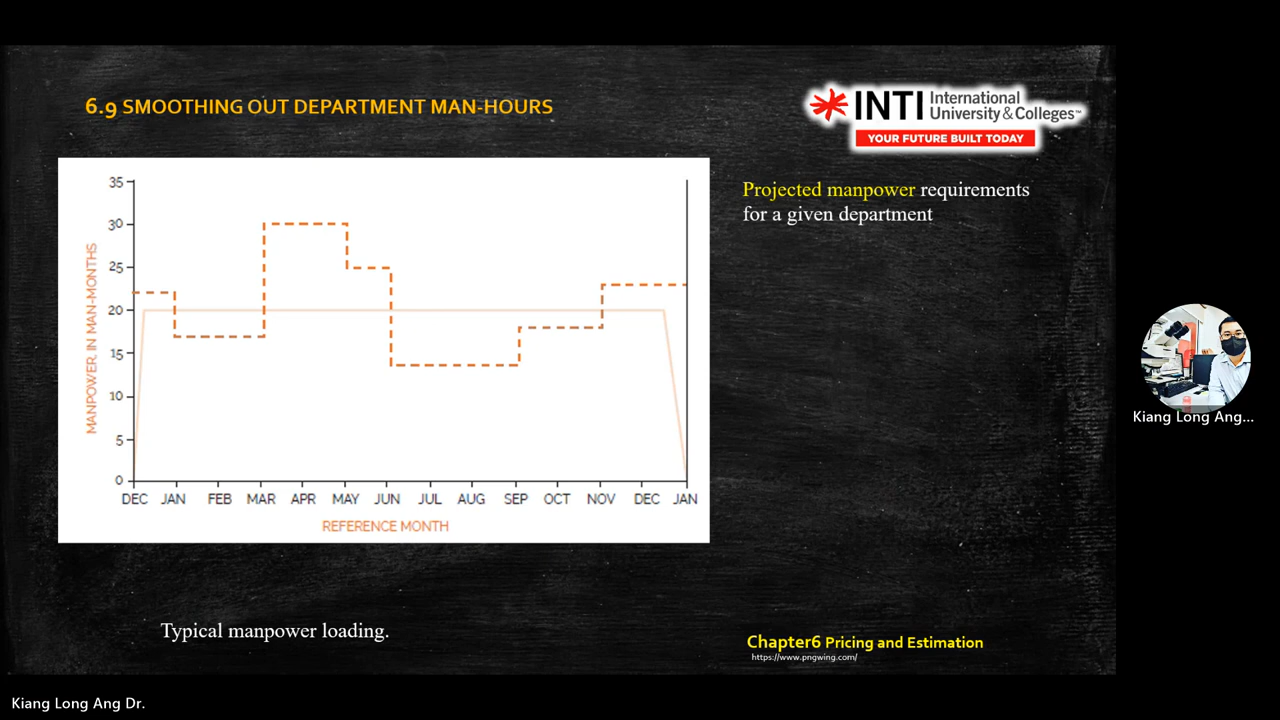 6.9 SMOOTHING OUT DEPARTMENT MAN-HOURS
INTI International
University & Colleges™
YOUR FUTURE BUILT TODAY
Projected manpower requirements
for a given department
MANPOWER, IN MAN-MONTHS
35
30
25
20
15
10
5
0
DEC JAN FEB MAR APR MAY JUN JUL AUG SEP OCT NOV DEC JAN
REFERENCE MONTH
Kiang Long Ang...
Typical manpower loading.
Chapter6 Pricing and Estimation
https://www.pngwing.com/
Kiang Long Ang Dr.